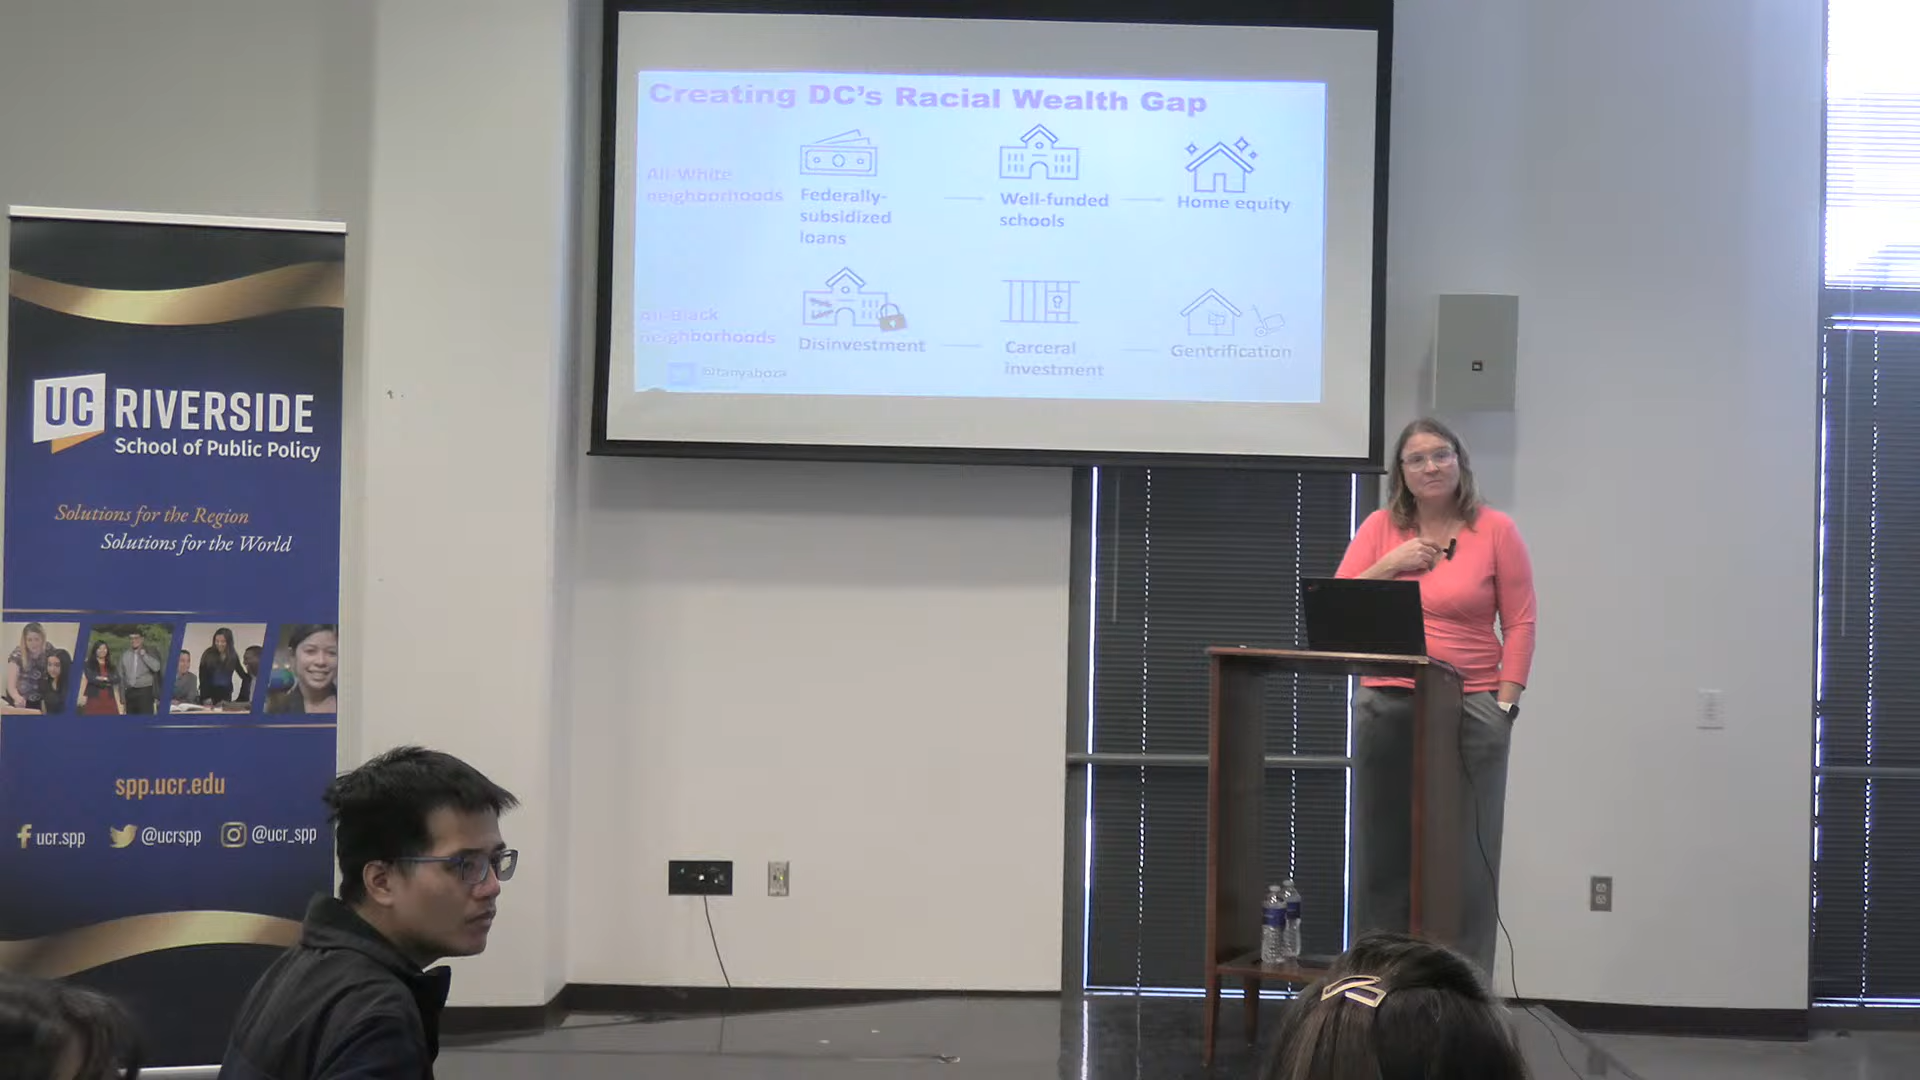 Creating DC's Racial Wealth Gap
All-White
neighborhoods
Federally-
subsidized
loans
Well-funded
schools
Home equity
All-Black
neighborhoods
Disinvestment
Carceral
investment
Gentrification
@tanyaboza
UC RIVERSIDE
School of Public Policy
Solutions for the Region
Solutions for the World
spp.ucr.edu
ucr.spp @ucrspp @ucr_spp